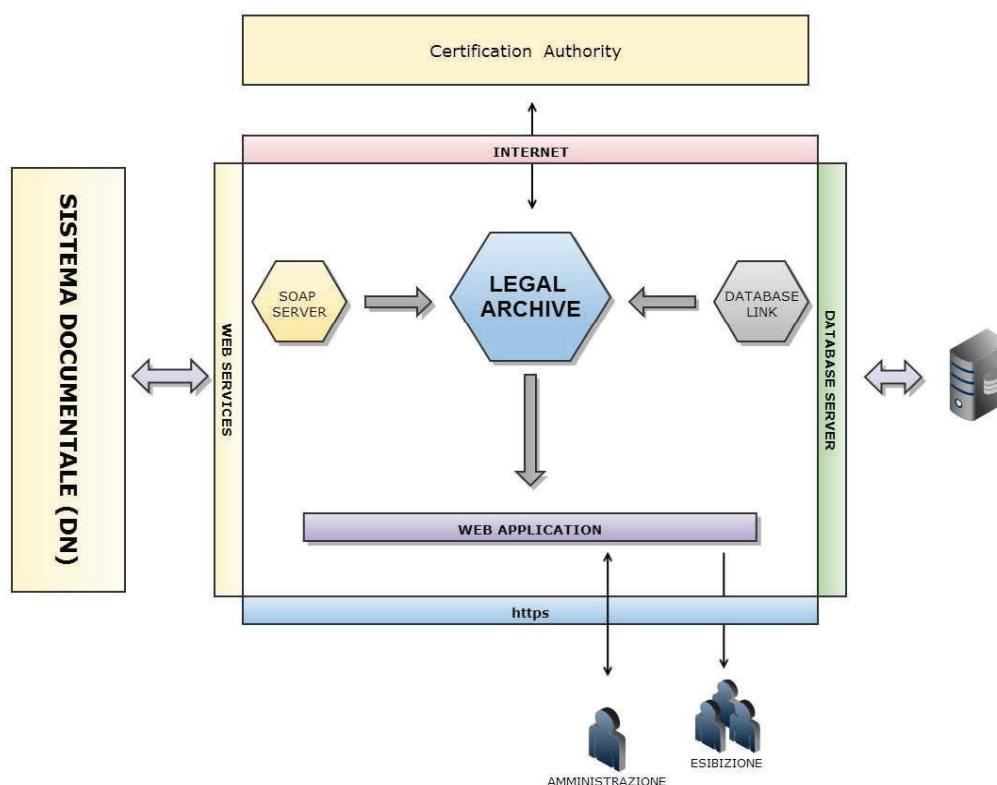 Certification Authority
INTERNET
SISTEMA DOCUMENTALE (DN)
WEB SERVICES
SOAP
SERVER
LEGAL
ARCHIVE
DATABASE
LINK
DATABASE SERVER
WEB APPLICATION
https
AMMINISTRAZIONE
ESIBIZIONE